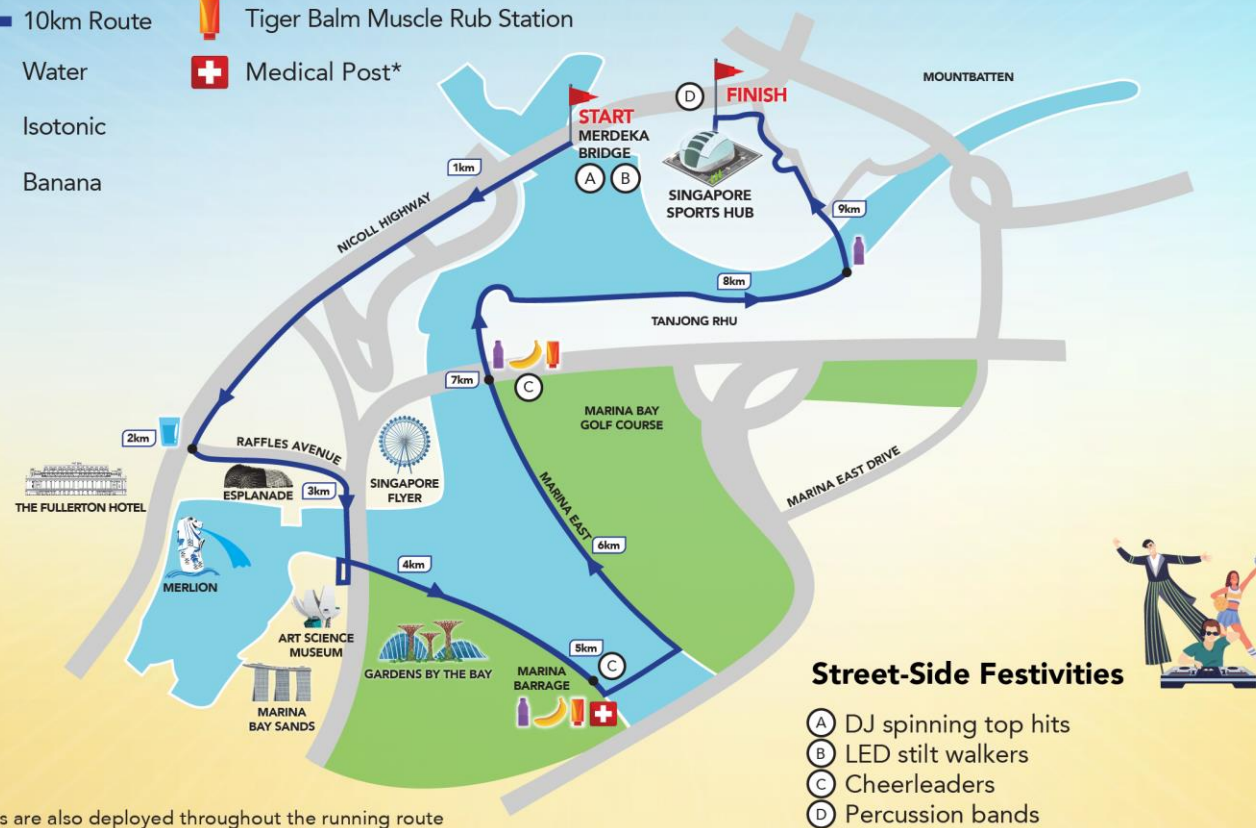 10km Route
Tiger Balm Muscle Rub Station
Water
Medical Post*
Isotonic
Banana
MOUNTBATTEN
D
FINISH
START
MERDEKA
BRIDGE
A B
1km
SINGAPORE
SPORTS HUB
9km
NICOLL HIGHWAY
8km
TANJONG RHU
7km
C
MARINA BAY
GOLF COURSE
2km
RAFFLES AVENUE
ESPLANADE
3km
SINGAPORE
FLYER
THE FULLERTON HOTEL
MARINA EAST
MARINA EAST DRIVE
6km
MERLION
4km
ART SCIENCE
MUSEUM
GARDENS BY THE BAY
5km
C
MARINA
BARRAGE
MARINA
BAY SANDS
Street-Side Festivities
A DJ spinning top hits
B LED stilt walkers
C Cheerleaders
D Percussion bands
s are also deployed throughout the running route